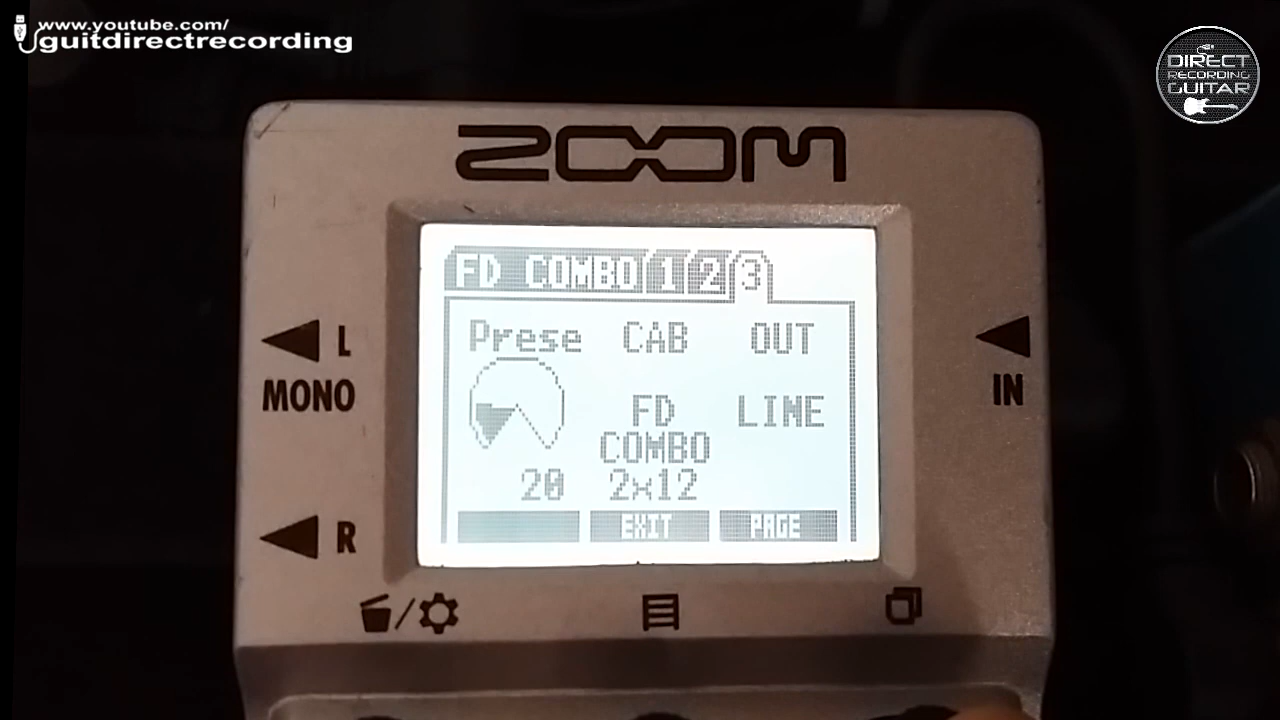 www.youtube.com/
guitdirectrecording
DIRECT
RECORDING
GUITAR
ZOOM
FD COMBO 1 2 3
Prese CAB OUT
FD LINE
COMBO
20 2x12
EXIT PAGE
L
MONO
R
IN
/